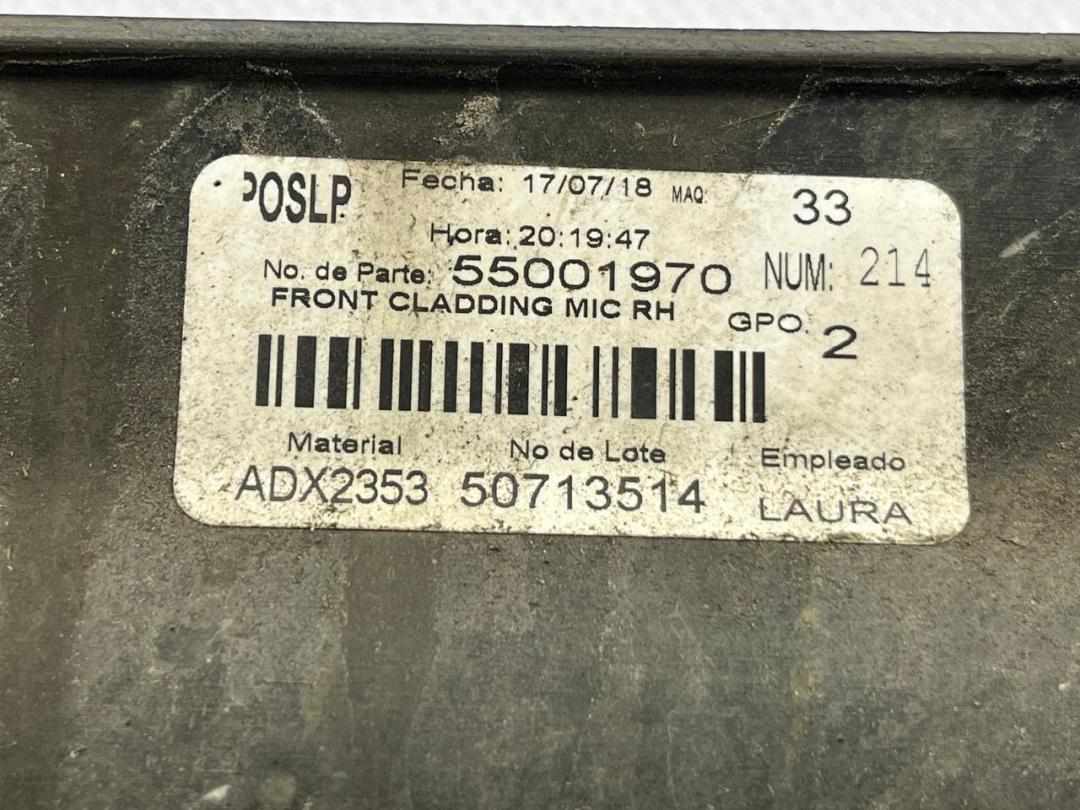 POSLP Fecha: 17/07/18 MAQ: 33
Hora: 20:19:47
No. de Parte: 55001970 NUM: 214
FRONT CLADDING MIC RH GPO. 2
Material No de Lote Empleado
ADX2353 50713514 LAURA